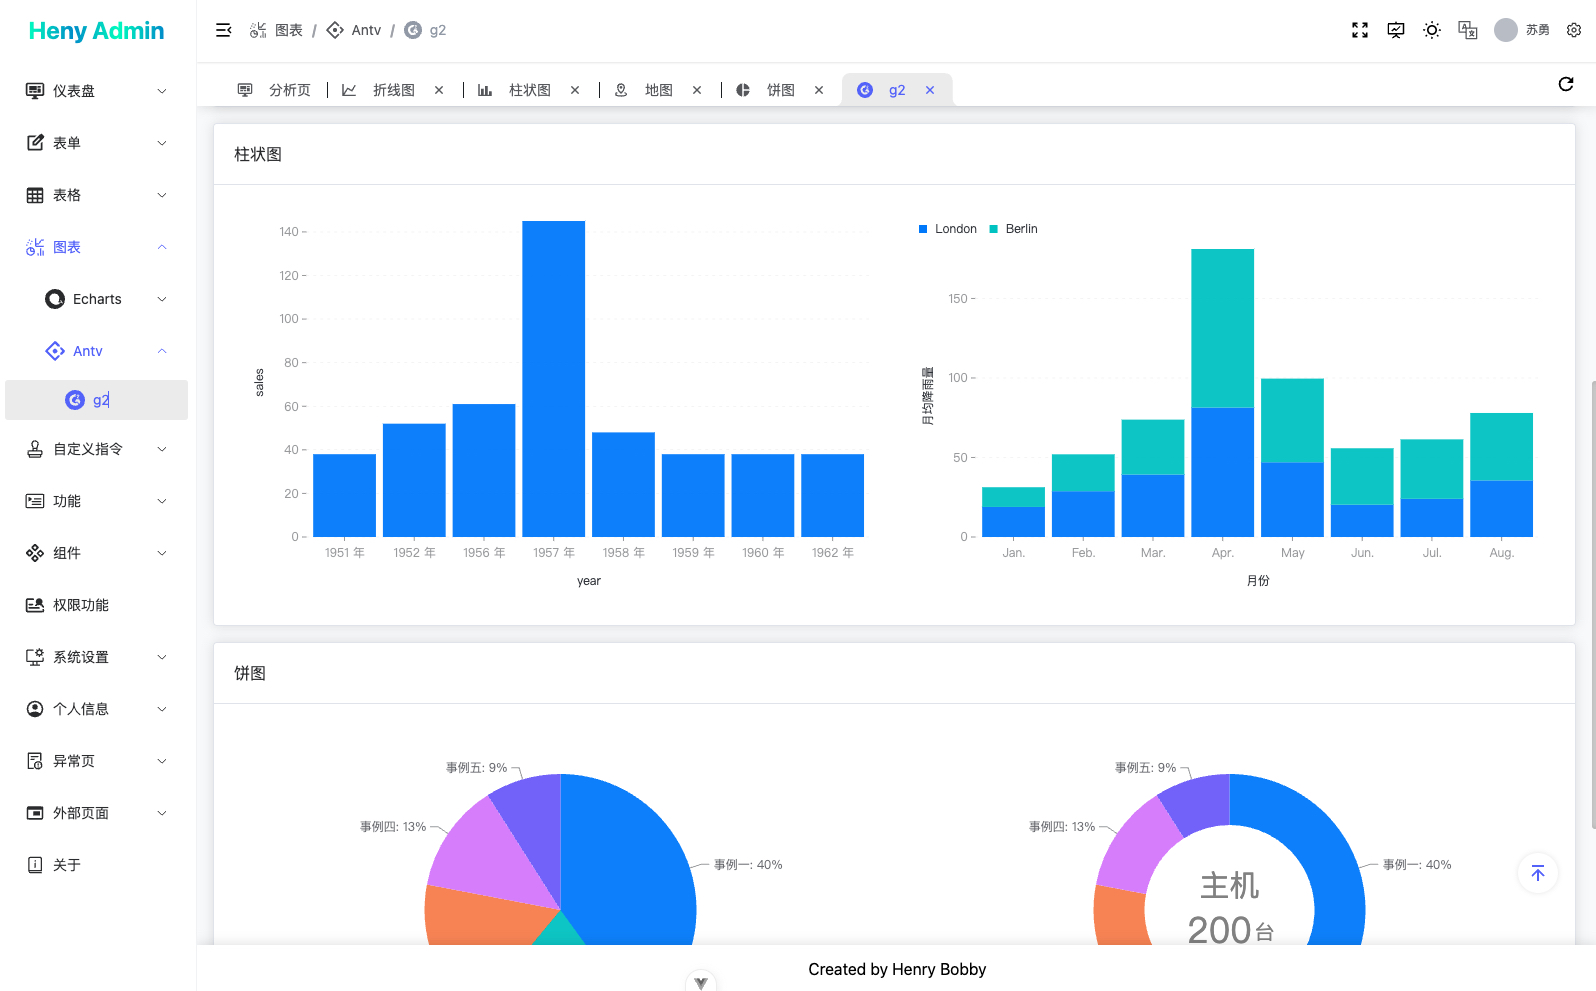 Heny Admin
图表 / Antv / g2
苏勇
仪表盘
表单
表格
图表
Echarts
Antv
g2
自定义指令
功能
组件
权限功能
系统设置
个人信息
异常页
外部页面
关于
分析页
折线图
柱状图
地图
饼图
g2
柱状图
140
120
100
80
60
40
20
0
sales
1951 年 1952 年 1956 年 1957 年 1958 年 1959 年 1960 年 1962 年
year
London Berlin
150
100
50
0
月均降雨量
Jan. Feb. Mar. Apr. May Jun. Jul. Aug.
月份
饼图
事例五: 9%
事例四: 13%
事例一: 40%
事例五: 9%
事例四: 13%
事例一: 40%
主机
200台
Created by Henry Bobby